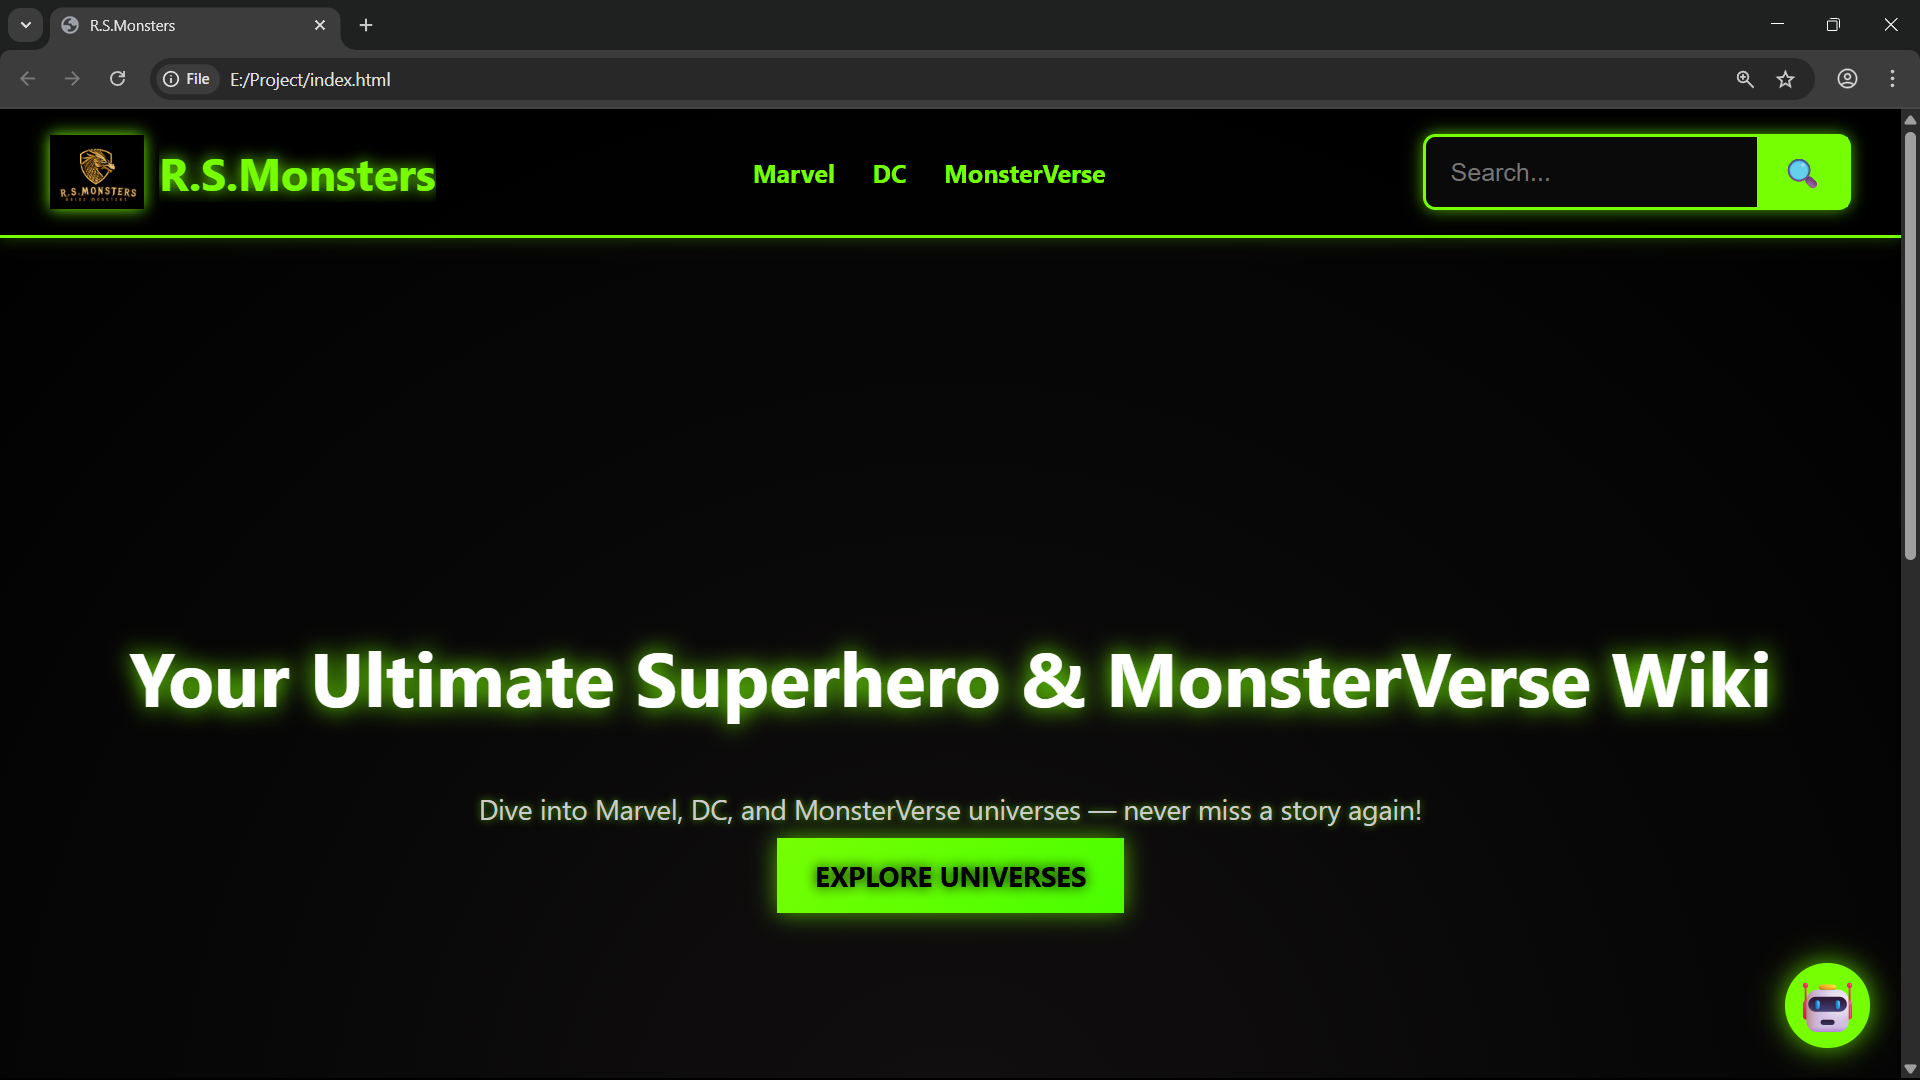 R.S.Monsters
File
E:/Project/index.html
R.S.MONSTERS
R.S.Monsters
Marvel
DC
MonsterVerse
Search...
Your Ultimate Superhero & MonsterVerse Wiki
Dive into Marvel, DC, and MonsterVerse universes — never miss a story again!
EXPLORE UNIVERSES